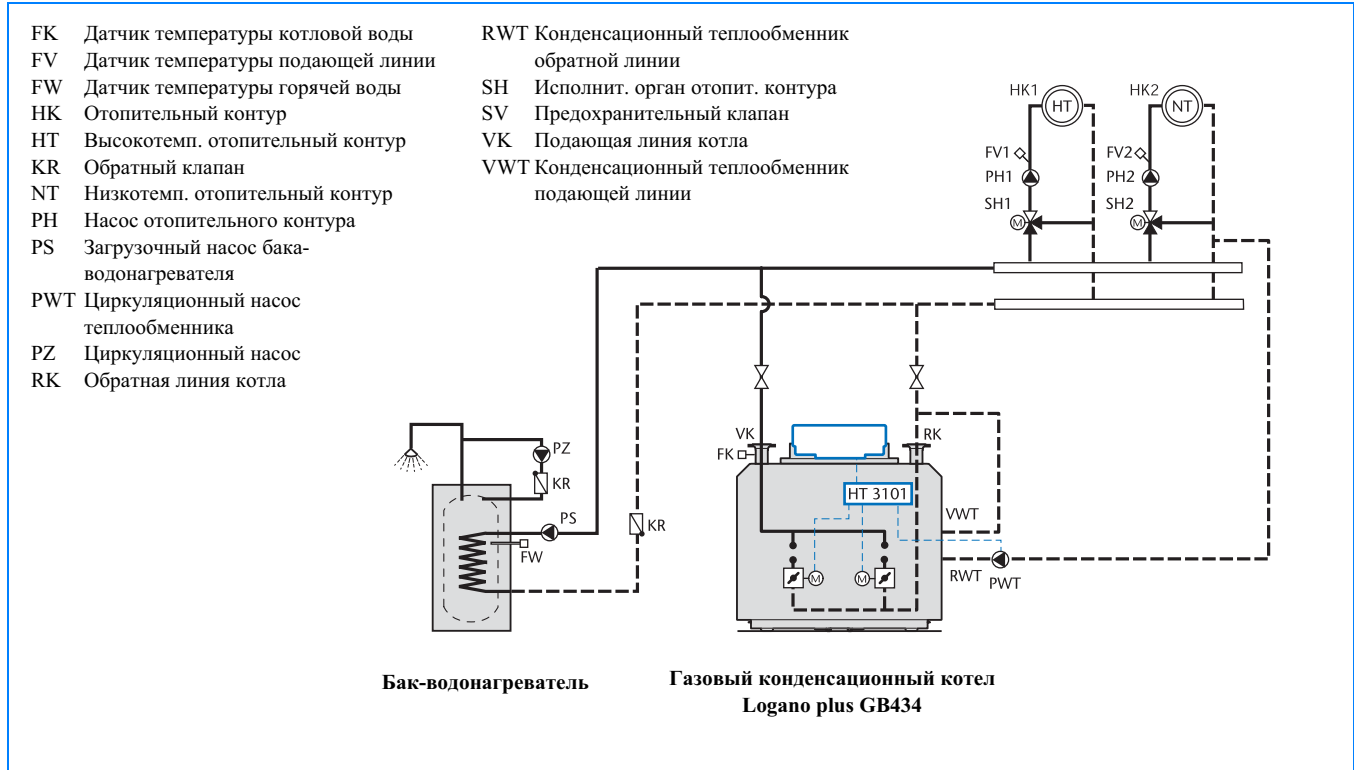 FK Датчик температуры котловой воды
FV Датчик температуры подающей линии
FW Датчик температуры горячей воды
HK Отопительный контур
HT Высокотемп. отопительный контур
KR Обратный клапан
NT Низкотемп. отопительный контур
PH Насос отопительного контура
PS Загрузочный насос бака-
водонагревателя
PWT Циркуляционный насос
теплообменника
PZ Циркуляционный насос
RK Обратная линия котла
RWT Конденсационный теплообменник
обратной линии
SH Исполнит. орган отопит. контура
SV Предохранительный клапан
VK Подающая линия котла
VWT Конденсационный теплообменник
подающей линии
HK1 HT HK2 NT
FV1 FV2
PH1 PH2
SH1 SH2
M M
VK RK
FK
HT 3101
PZ
KR
VWT
PS KR
FW
RWT PWT
M M
Бак-водонагреватель
Газовый конденсационный котел
Logano plus GB434